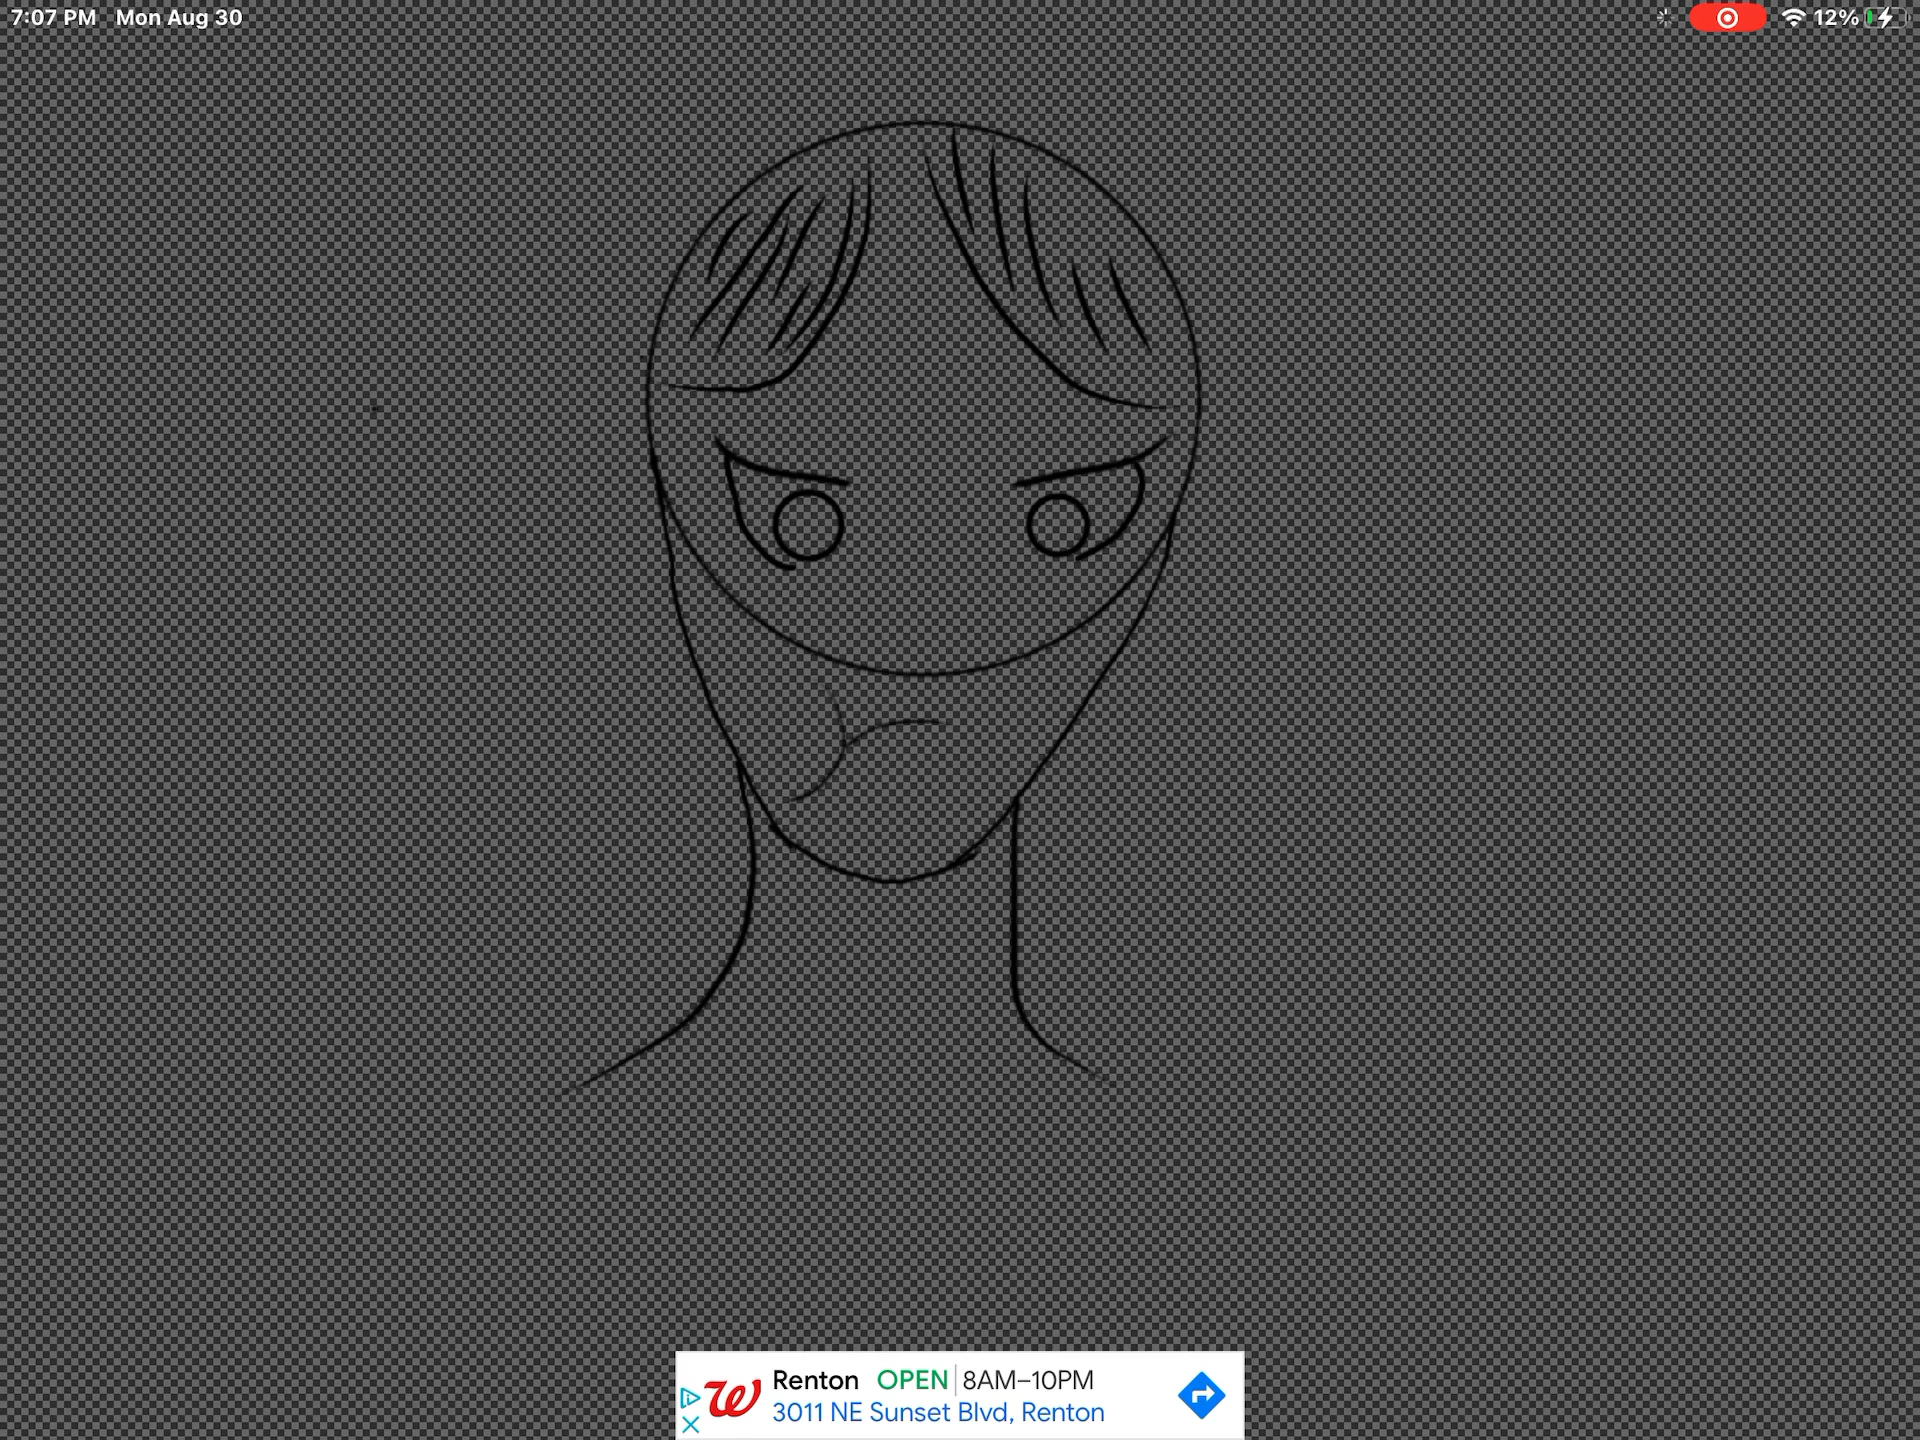 7:07 PM Mon Aug 30
12%
Renton OPEN 8AM–10PM
3011 NE Sunset Blvd, Renton